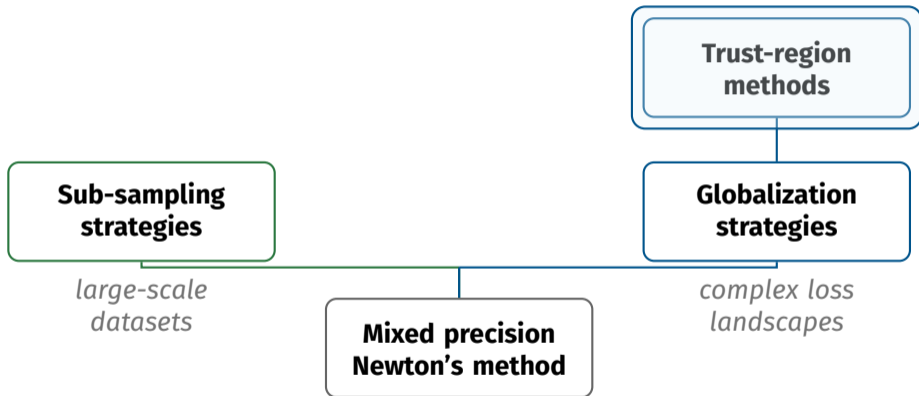 Trust-region
methods
Sub-sampling
strategies
Globalization
strategies
large-scale
datasets
complex loss
landscapes
Mixed precision
Newton’s method